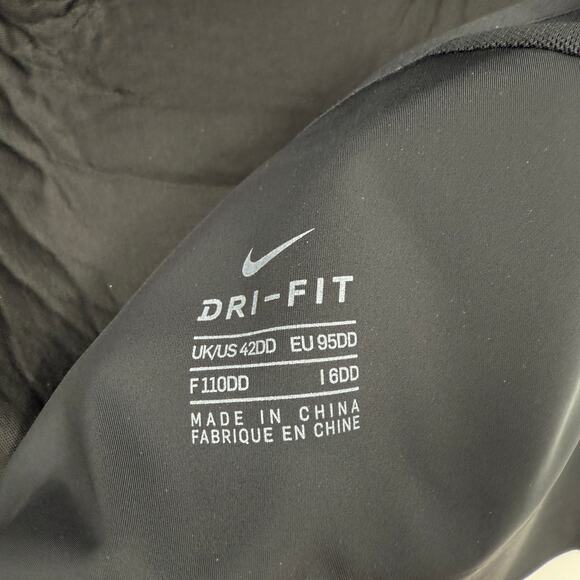 DRI-FIT
UK/US 42DD EU 95DD
F 110DD I 6DD
MADE IN CHINA
FABRIQUE EN CHINE